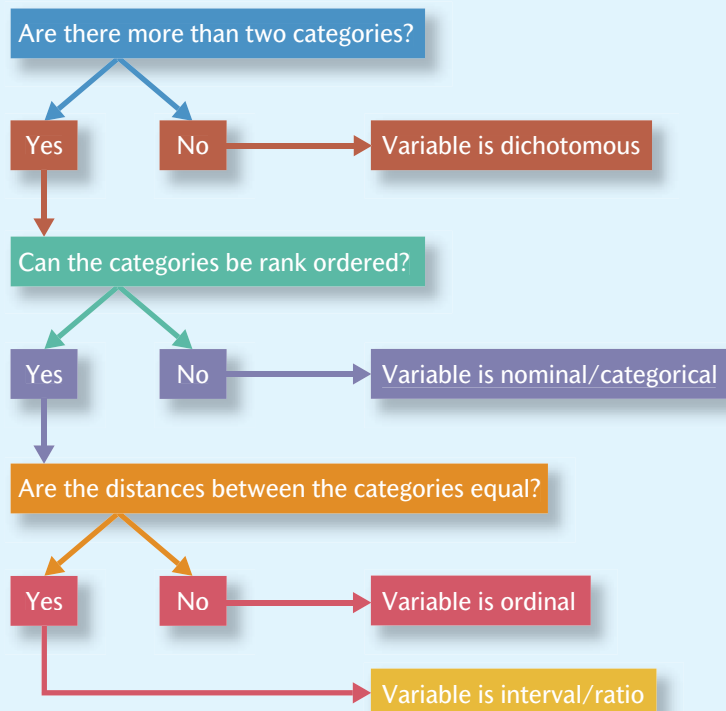 Are there more than two categories?
Yes
No
Variable is dichotomous
Can the categories be rank ordered?
Yes
No
Variable is nominal/categorical
Are the distances between the categories equal?
Yes
No
Variable is ordinal
Variable is interval/ratio